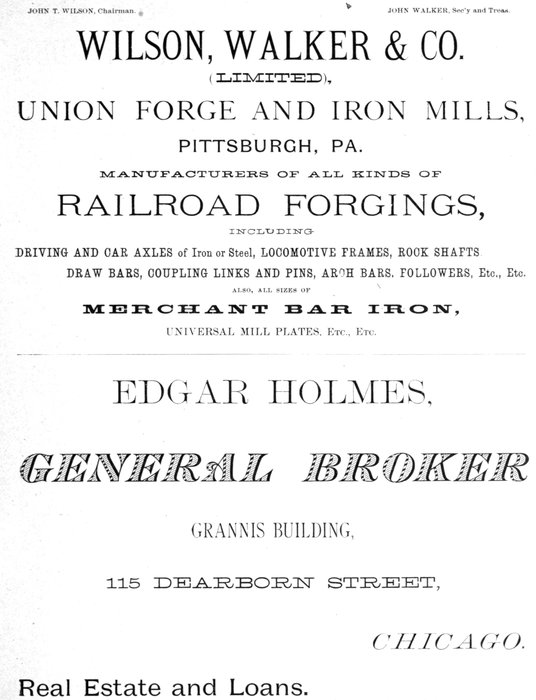 JOHN T. WILSON, Chairman. JOHN WALKER, Sec'y and Treas.
WILSON, WALKER & CO.
(LIMITED),
UNION FORGE AND IRON MILLS,
PITTSBURGH, PA.
MANUFACTURERS OF ALL KINDS OF
RAILROAD FORGINGS,
INCLUDING
DRIVING AND CAR AXLES of Iron or Steel, LOCOMOTIVE FRAMES, ROCK SHAFTS
DRAW BARS, COUPLING LINKS AND PINS, ARCH BARS. FOLLOWERS, Etc., Etc.
ALSO, ALL SIZES OF
MERCHANT BAR IRON,
UNIVERSAL MILL PLATES, Etc., Etc.
EDGAR HOLMES,
GENERAL BROKER
GRANNIS BUILDING,
115 DEARBORN STREET,
CHICAGO.
Real Estate and Loans.